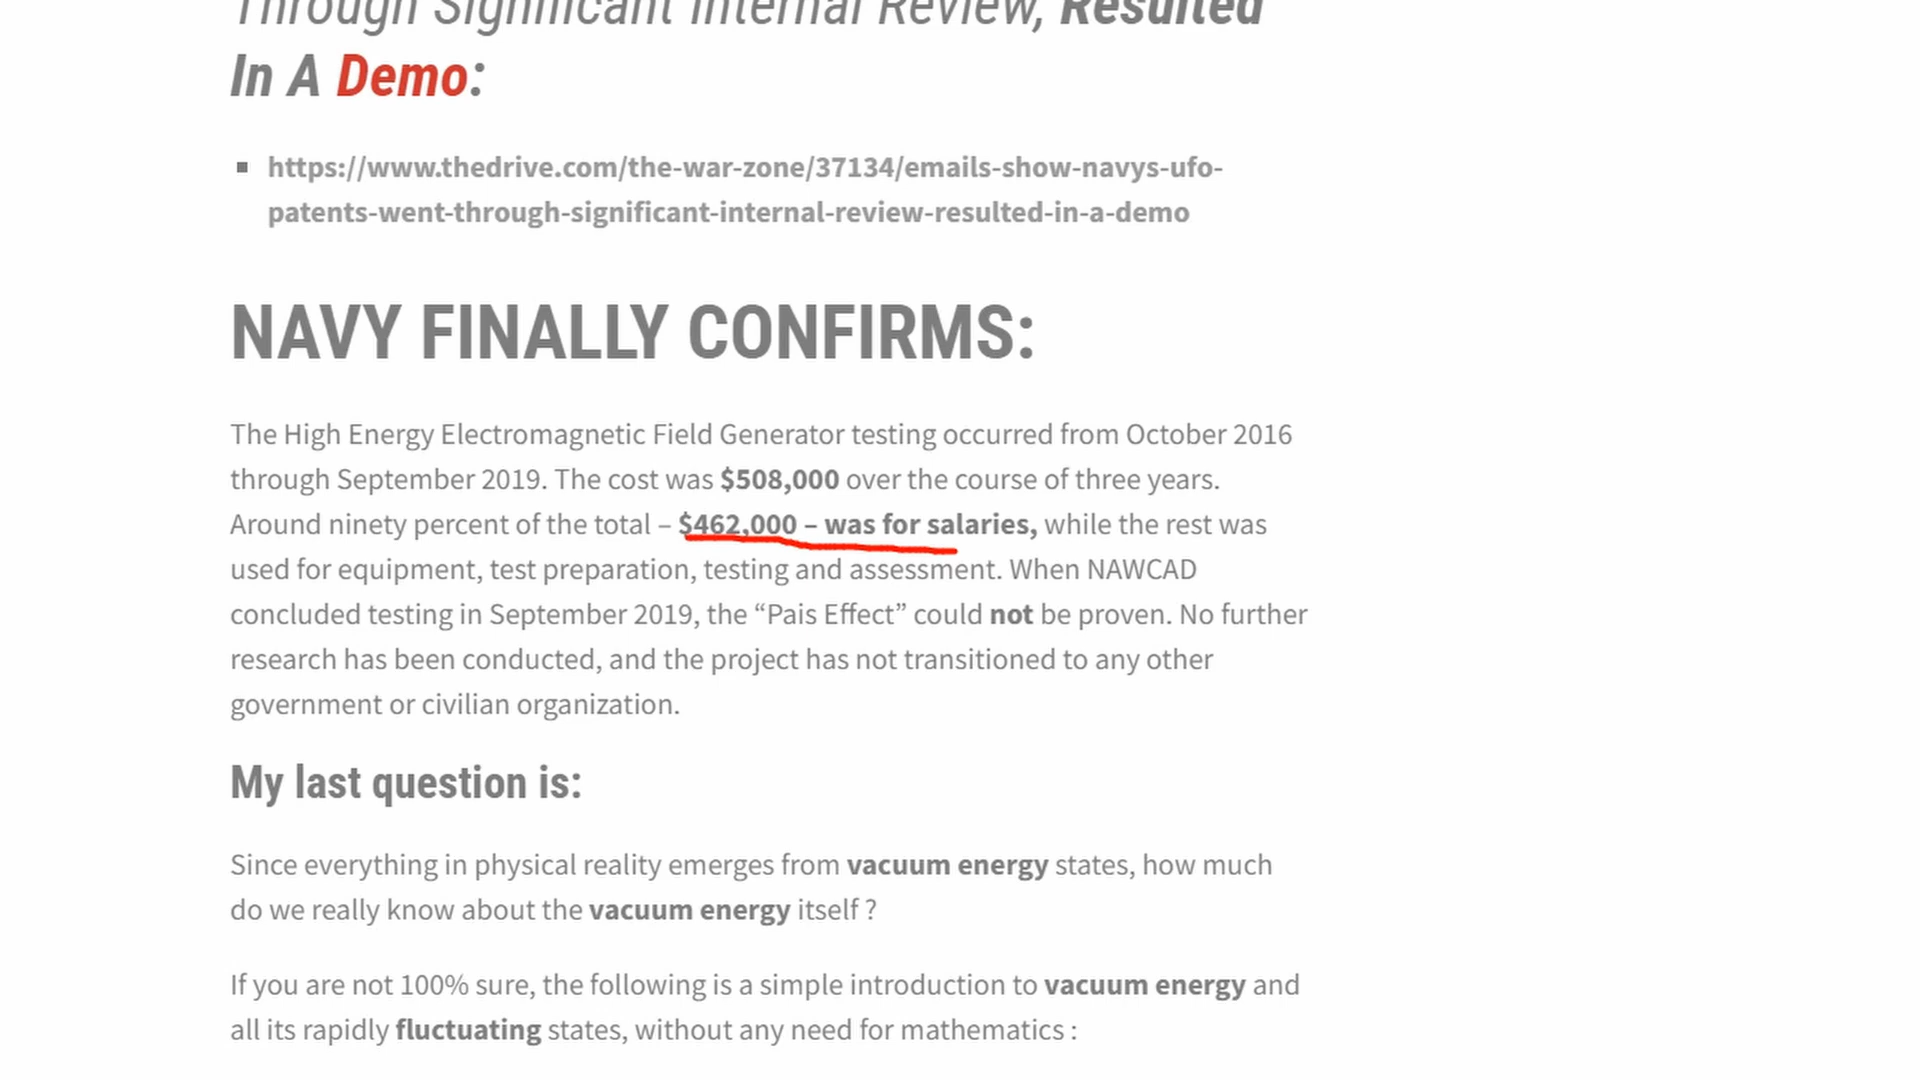 Through Significant Internal Review, Resulted
In A Demo:
https://www.thedrive.com/the-war-zone/37134/emails-show-navys-ufo-
patents-went-through-significant-internal-review-resulted-in-a-demo
NAVY FINALLY CONFIRMS:
The High Energy Electromagnetic Field Generator testing occurred from October 2016
through September 2019. The cost was $508,000 over the course of three years.
Around ninety percent of the total – $462,000 – was for salaries, while the rest was
used for equipment, test preparation, testing and assessment. When NAWCAD
concluded testing in September 2019, the “Pais Effect” could not be proven. No further
research has been conducted, and the project has not transitioned to any other
government or civilian organization.
My last question is:
Since everything in physical reality emerges from vacuum energy states, how much
do we really know about the vacuum energy itself ?
If you are not 100% sure, the following is a simple introduction to vacuum energy and
all its rapidly fluctuating states, without any need for mathematics :